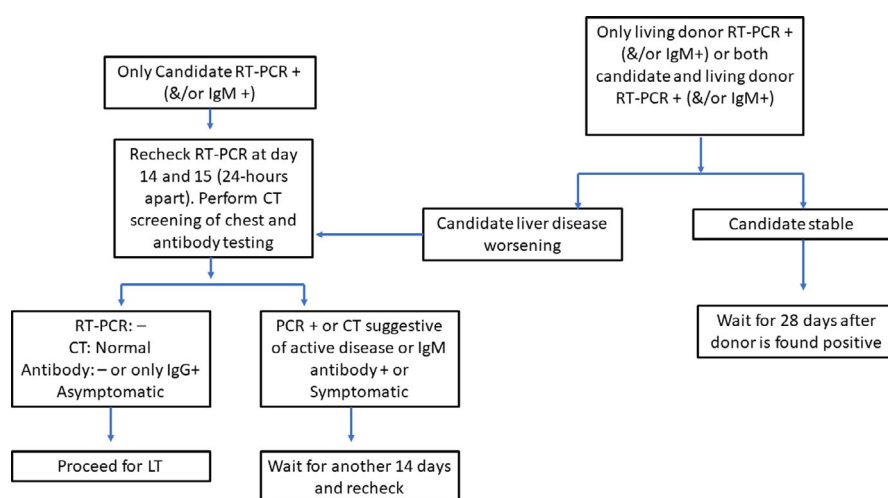 Only Candidate RT-PCR +
(&/or IgM +)
Only living donor RT-PCR +
(&/or IgM+) or both
candidate and living donor
RT-PCR + (&/or IgM+)
Recheck RT-PCR at day
14 and 15 (24-hours
apart). Perform CT
screening of chest and
antibody testing
Candidate liver disease
worsening
Candidate stable
RT-PCR: –
CT: Normal
Antibody: – or only IgG+
Asymptomatic
PCR + or CT suggestive
of active disease or IgM
antibody + or
Symptomatic
Wait for 28 days after
donor is found positive
Proceed for LT
Wait for another 14 days
and recheck